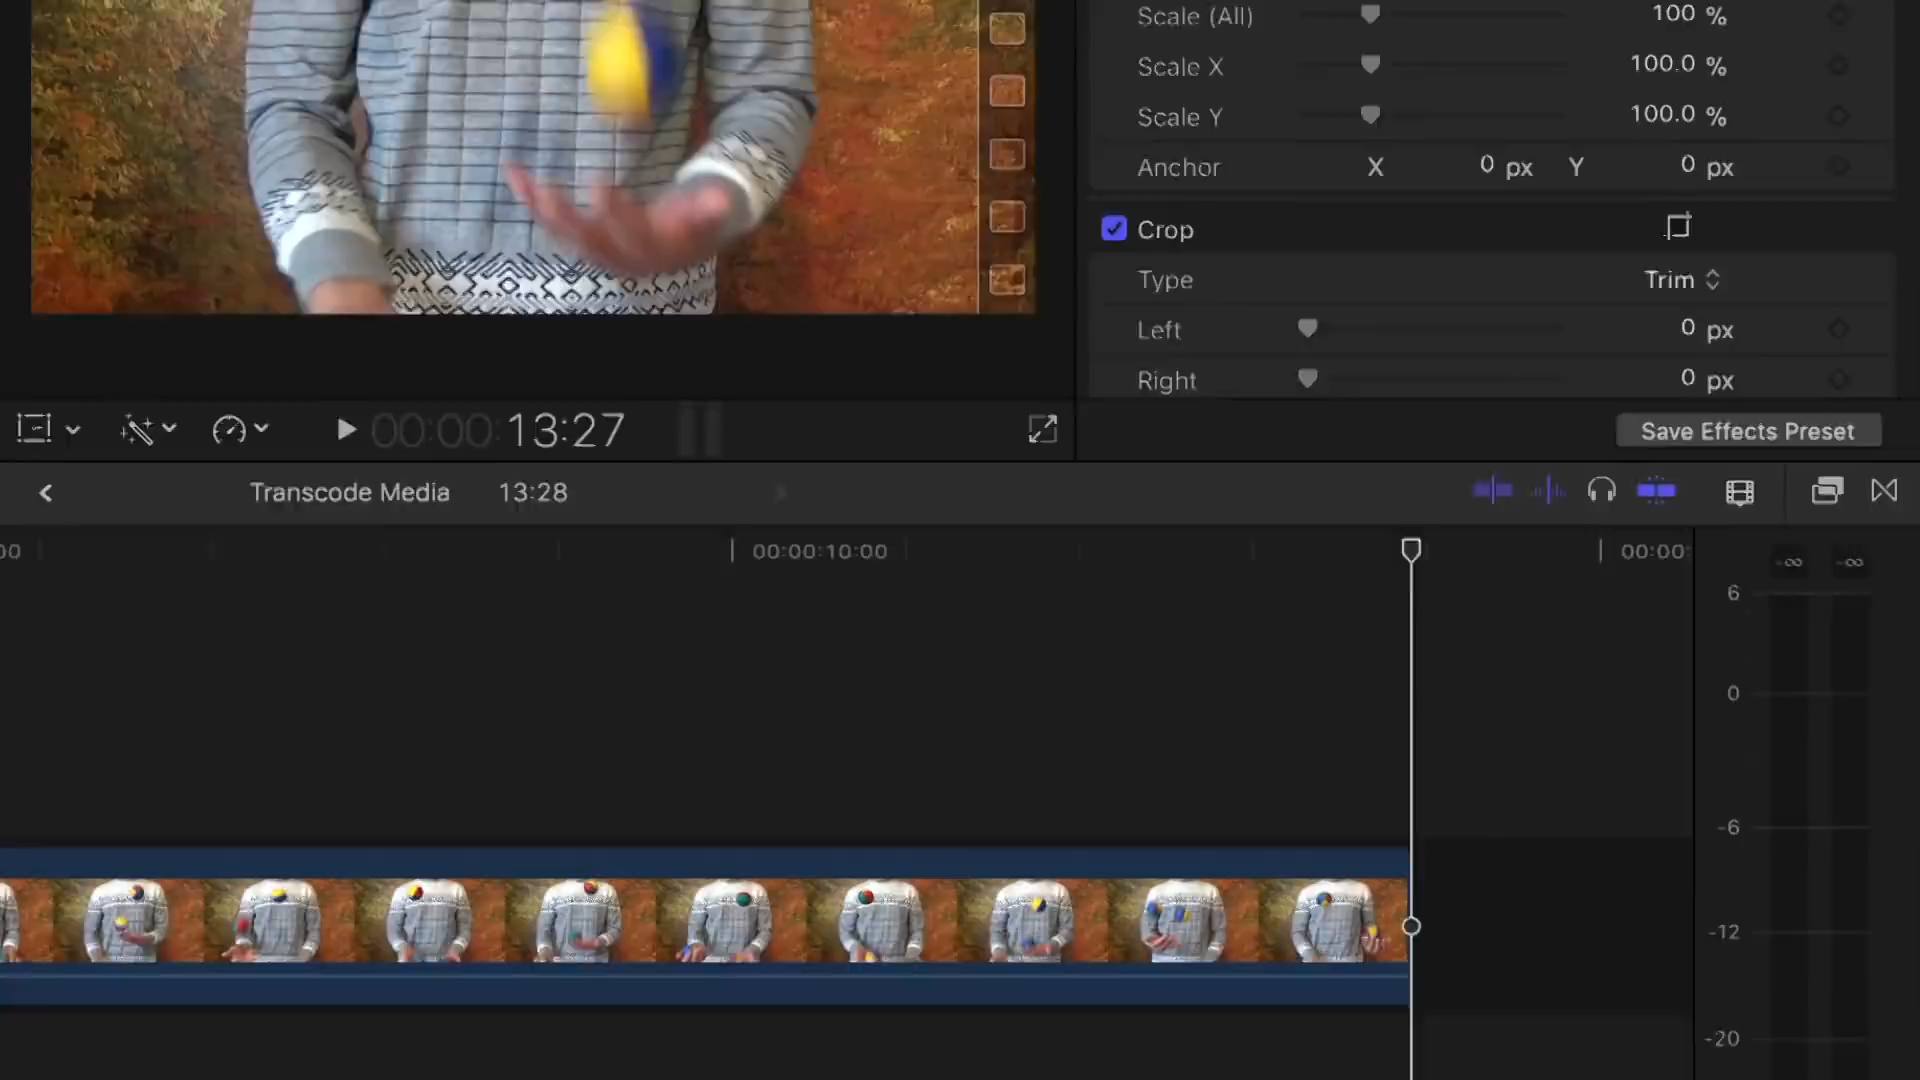 Scale (All) 100 %
Scale X 100.0 %
Scale Y 100.0 %
Anchor X 0 px Y 0 px
Crop
Type Trim
Left 0 px
Right 0 px
00:00:13:27
Save Effects Preset
Transcode Media 13:28
00 00:00:10:00 00:00:
-∞ -∞
6
0
-6
-12
-20